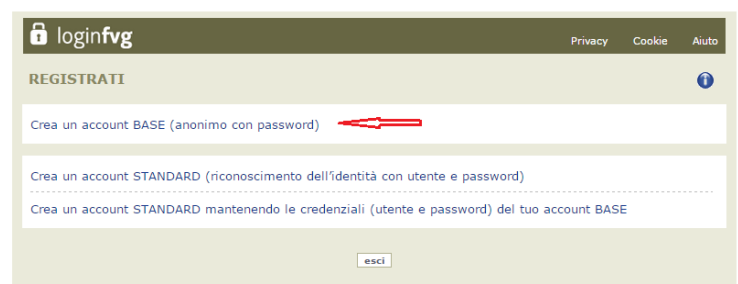 loginfvg
Privacy Cookie Aiuto
REGISTRATI
Crea un account BASE (anonimo con password)
Crea un account STANDARD (riconoscimento dell'identità con utente e password)
Crea un account STANDARD mantenendo le credenziali (utente e password) del tuo account BASE
esci